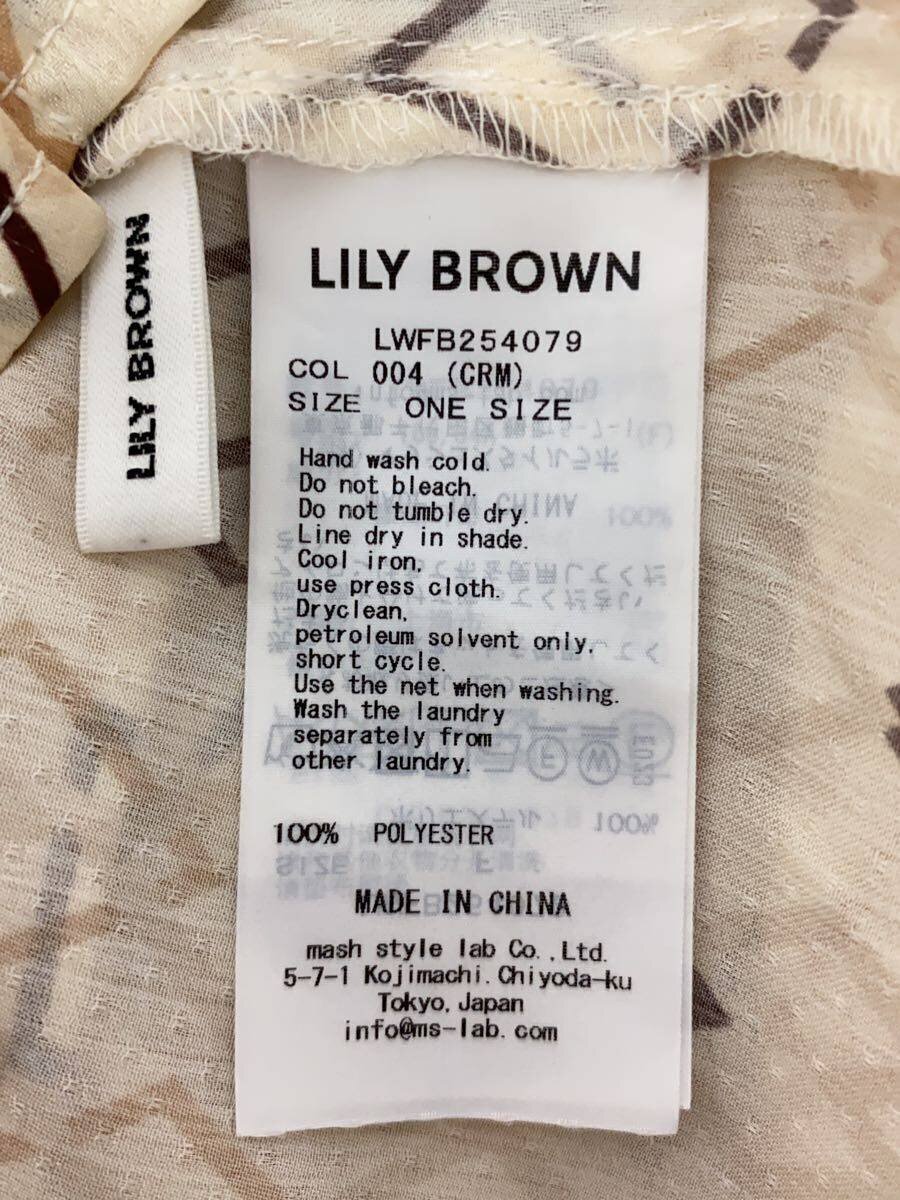 LILY BROWN
LILY BROWN
LWFB254079
COL 004 (CRM)
SIZE ONE SIZE
Hand wash cold.
Do not bleach.
Do not tumble dry.
Line dry in shade.
Cool iron,
use press cloth.
Dryclean,
petroleum solvent only,
short cycle.
Use the net when washing.
Wash the laundry
separately from
other laundry.
100% POLYESTER
MADE IN CHINA
mash style lab Co.,Ltd.
5-7-1 Kojimachi.Chiyoda-ku
Tokyo, Japan
info@ms-lab.com